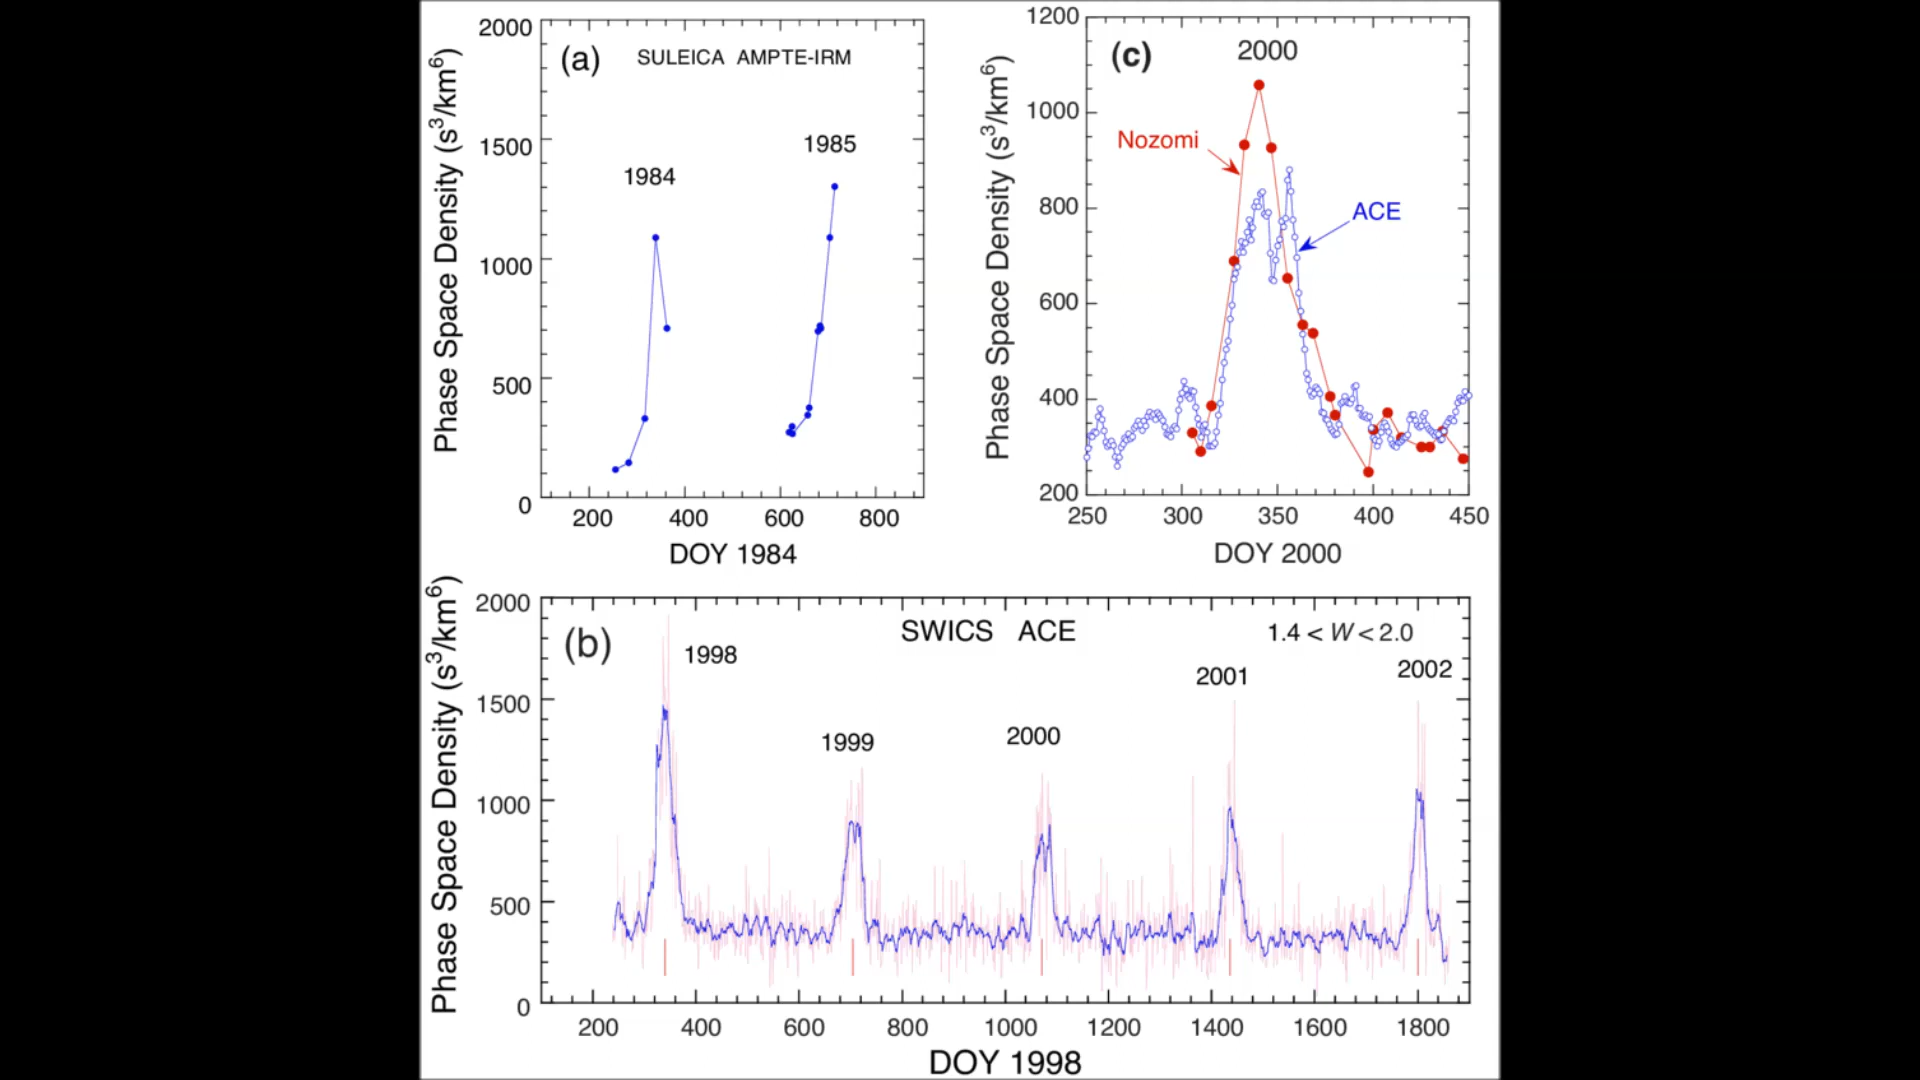 (a) SULEICA AMPTE-IRM
1984
1985
Phase Space Density (s³/km⁶)
2000
1500
1000
500
0
200 400 600 800
DOY 1984
(c) 2000
Nozomi
ACE
Phase Space Density (s³/km⁶)
1200
1000
800
600
400
200
250 300 350 400 450
DOY 2000
(b) SWICS ACE 1.4 < W < 2.0
1998
1999
2000
2001
2002
Phase Space Density (s³/km⁶)
2000
1500
1000
500
0
200 400 600 800 1000 1200 1400 1600 1800
DOY 1998